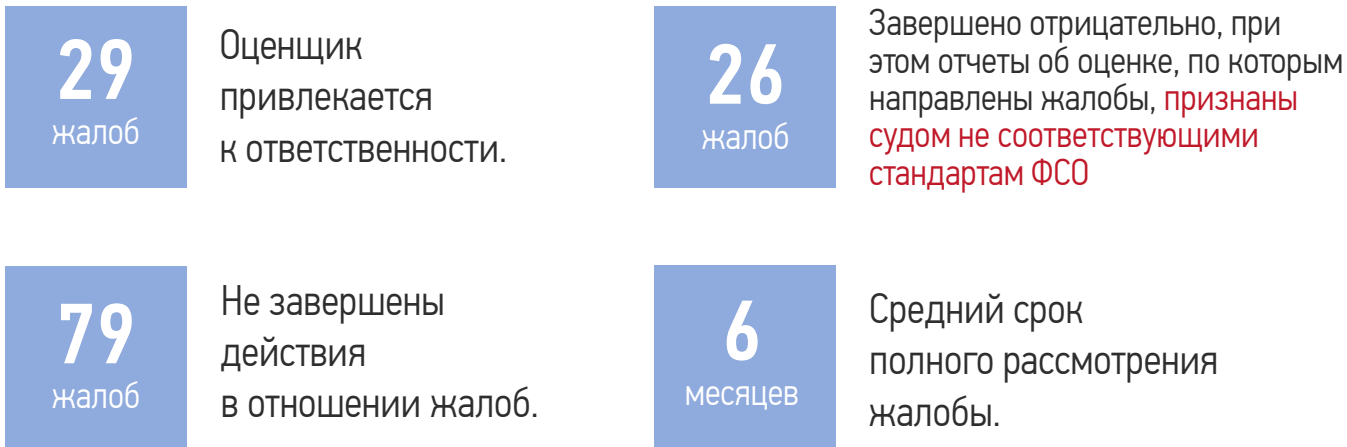 29
жалоб
Оценщик
привлекается
к ответственности.
26
жалоб
Завершено отрицательно, при
этом отчеты об оценке, по которым
направлены жалобы, признаны
судом не соответствующими
стандартам ФСО
79
жалоб
Не завершены
действия
в отношении жалоб.
6
месяцев
Средний срок
полного рассмотрения
жалобы.